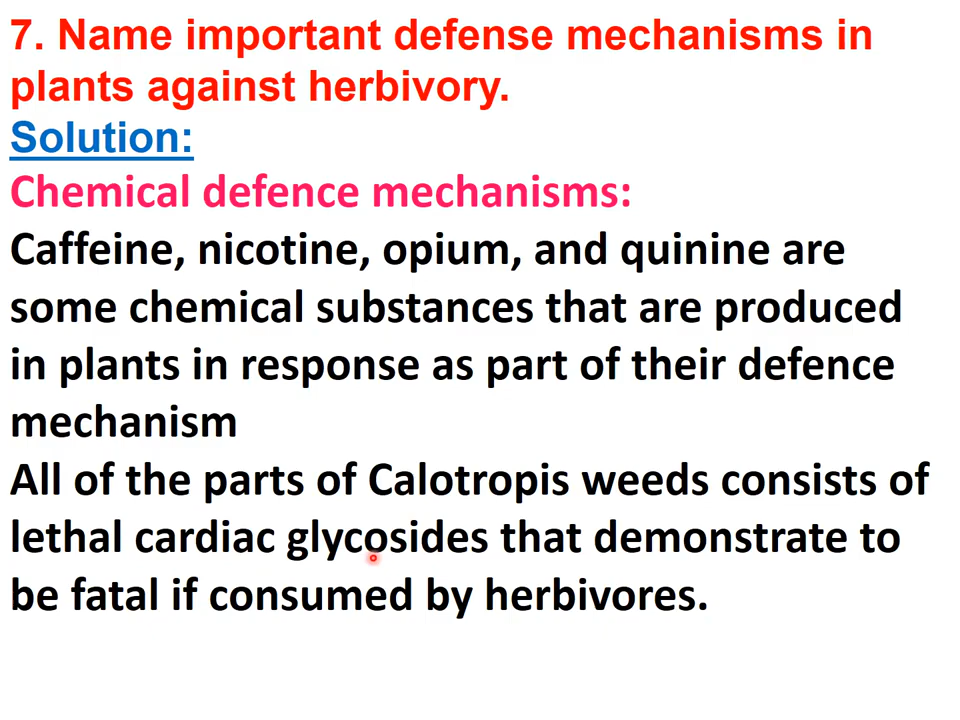 7. Name important defense mechanisms in
plants against herbivory.
Solution:
Chemical defence mechanisms:
Caffeine, nicotine, opium, and quinine are
some chemical substances that are produced
in plants in response as part of their defence
mechanism
All of the parts of Calotropis weeds consists of
lethal cardiac glycosides that demonstrate to
be fatal if consumed by herbivores.